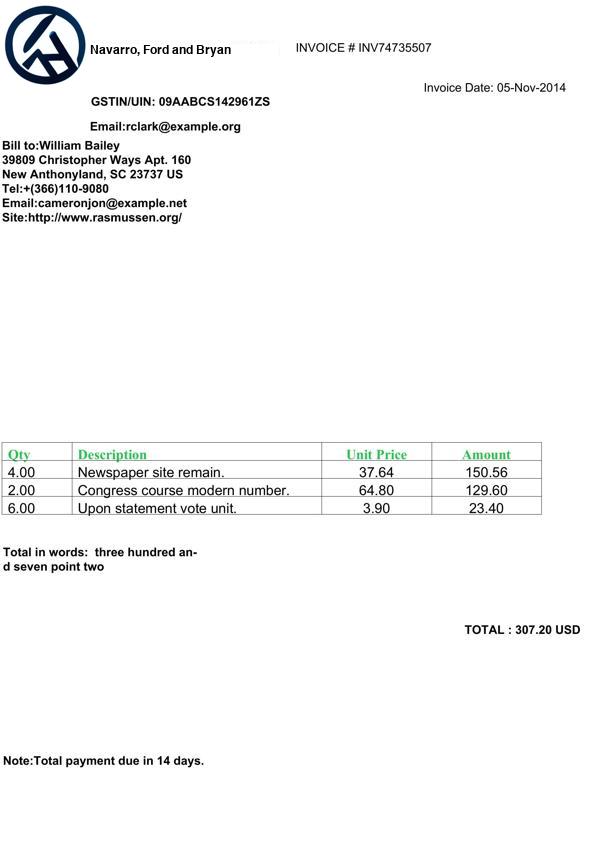 Navarro, Ford and Bryan
INVOICE # INV74735507
Invoice Date: 05-Nov-2014
GSTIN/UIN: 09AABCS142961ZS
Email:rclark@example.org
Bill to:William Bailey
39809 Christopher Ways Apt. 160
New Anthonyland, SC 23737 US
Tel:+(366)110-9080
Email:cameronjon@example.net
Site:http://www.rasmussen.org/
Qty Description Unit Price Amount
4.00 Newspaper site remain. 37.64 150.56
2.00 Congress course modern number. 64.80 129.60
6.00 Upon statement vote unit. 3.90 23.40
Total in words:  three hundred an-
d seven point two
TOTAL : 307.20 USD
Note:Total payment due in 14 days.